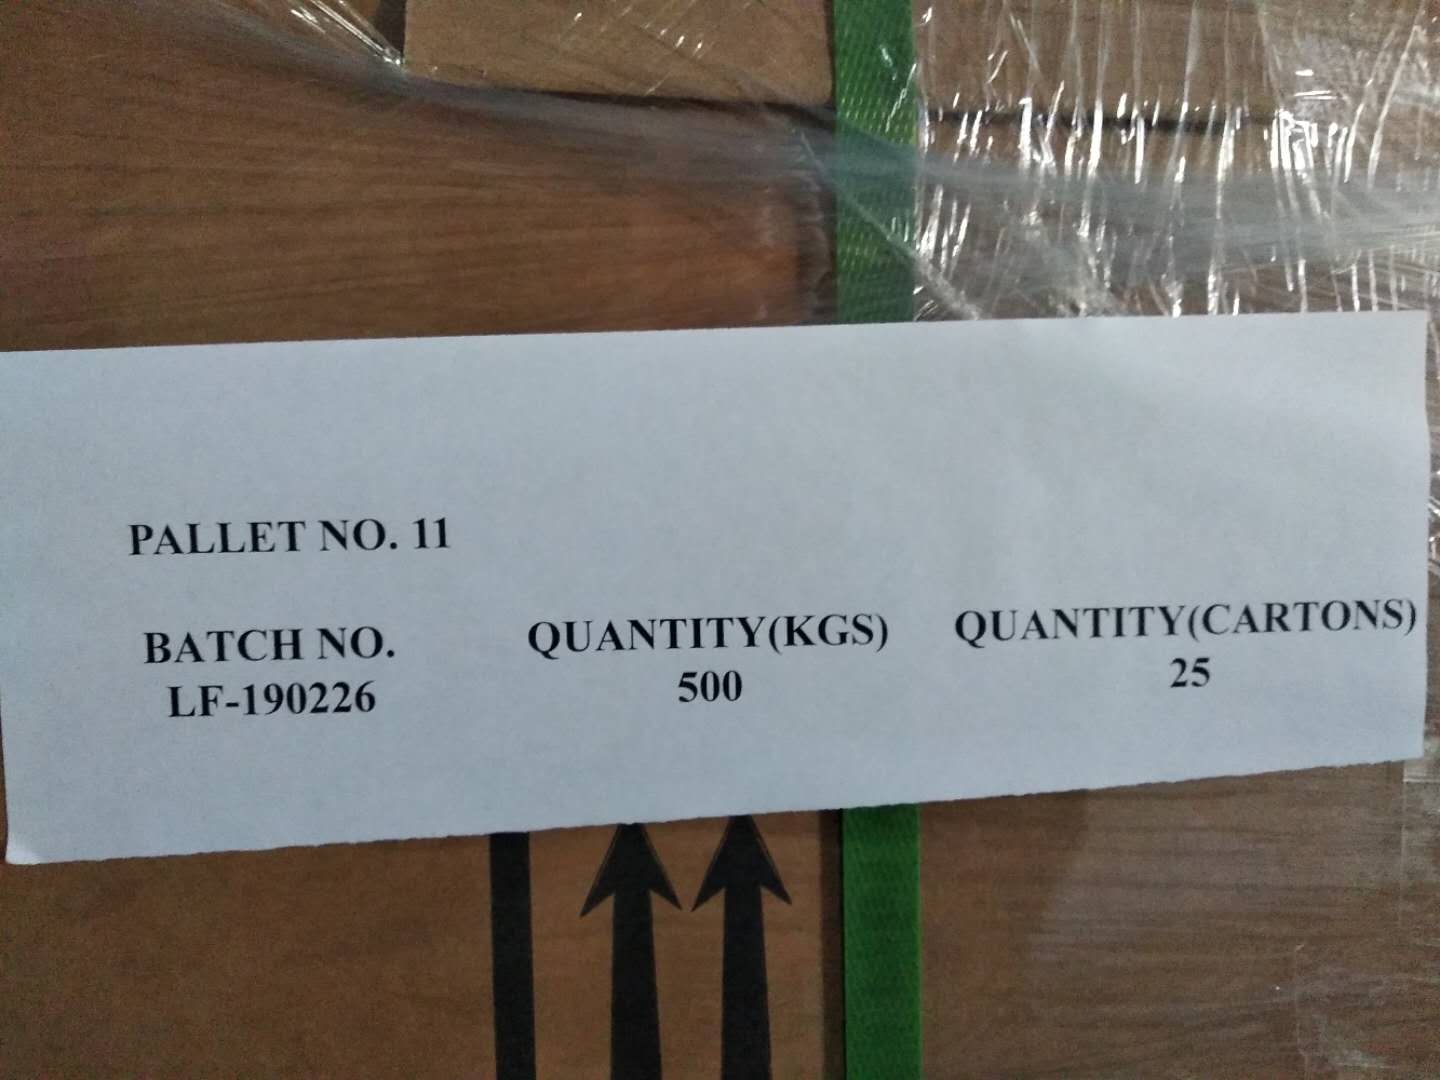 PALLET NO. 11
BATCH NO. QUANTITY(KGS) QUANTITY(CARTONS)
LF-190226 500 25